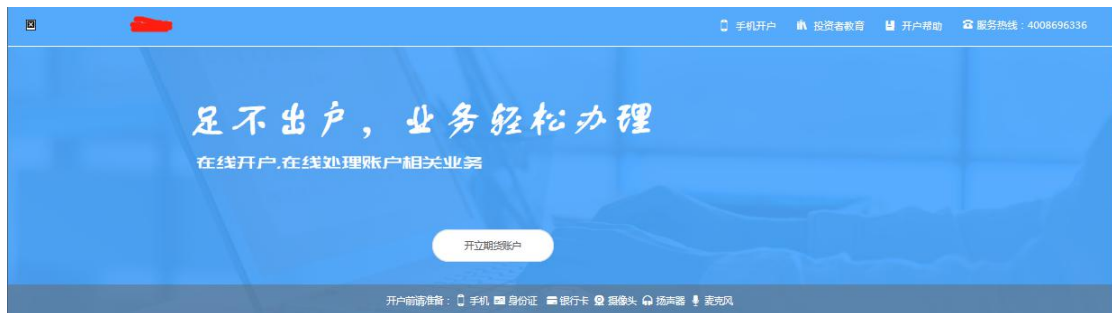 手机开户 投资者教育 开户帮助 服务热线：4008696336
足不出户，业务轻松办理
在线开户.在线处理账户相关业务
开立期货账户
开户前请准备：手机 身份证 银行卡 摄像头 扬声器 麦克风